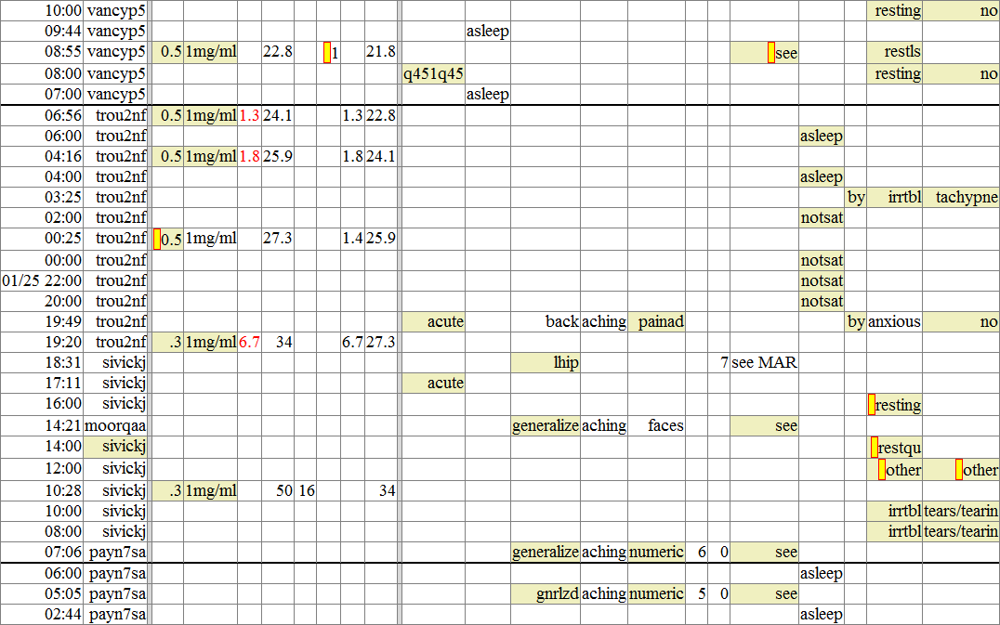 10:00 vancyp5 resting no
09:44 vancyp5 asleep
08:55 vancyp5 0.5 1mg/ml 22.8 1 21.8 see restls
08:00 vancyp5 q451q45 resting no
07:00 vancyp5 asleep
06:56 trou2nf 0.5 1mg/ml 1.3 24.1 1.3 22.8
06:00 trou2nf asleep
04:16 trou2nf 0.5 1mg/ml 1.8 25.9 1.8 24.1
04:00 trou2nf asleep
03:25 trou2nf by irrtbl tachypne
02:00 trou2nf notsat
00:25 trou2nf 0.5 1mg/ml 27.3 1.4 25.9
00:00 trou2nf notsat
01/25 22:00 trou2nf notsat
20:00 trou2nf notsat
19:49 trou2nf acute back aching painad by anxious no
19:20 trou2nf .3 1mg/ml 6.7 34 6.7 27.3
18:31 sivickj lhip 7 see MAR
17:11 sivickj acute
16:00 sivickj resting
14:21 moorqaa generalize aching faces see
14:00 sivickj restqu
12:00 sivickj other other
10:28 sivickj .3 1mg/ml 50 16 34
10:00 sivickj irrtbl tears/tearin
08:00 sivickj irrtbl tears/tearin
07:06 payn7sa generalize aching numeric 6 0 see
06:00 payn7sa asleep
05:05 payn7sa gnrlzd aching numeric 5 0 see
02:44 payn7sa asleep